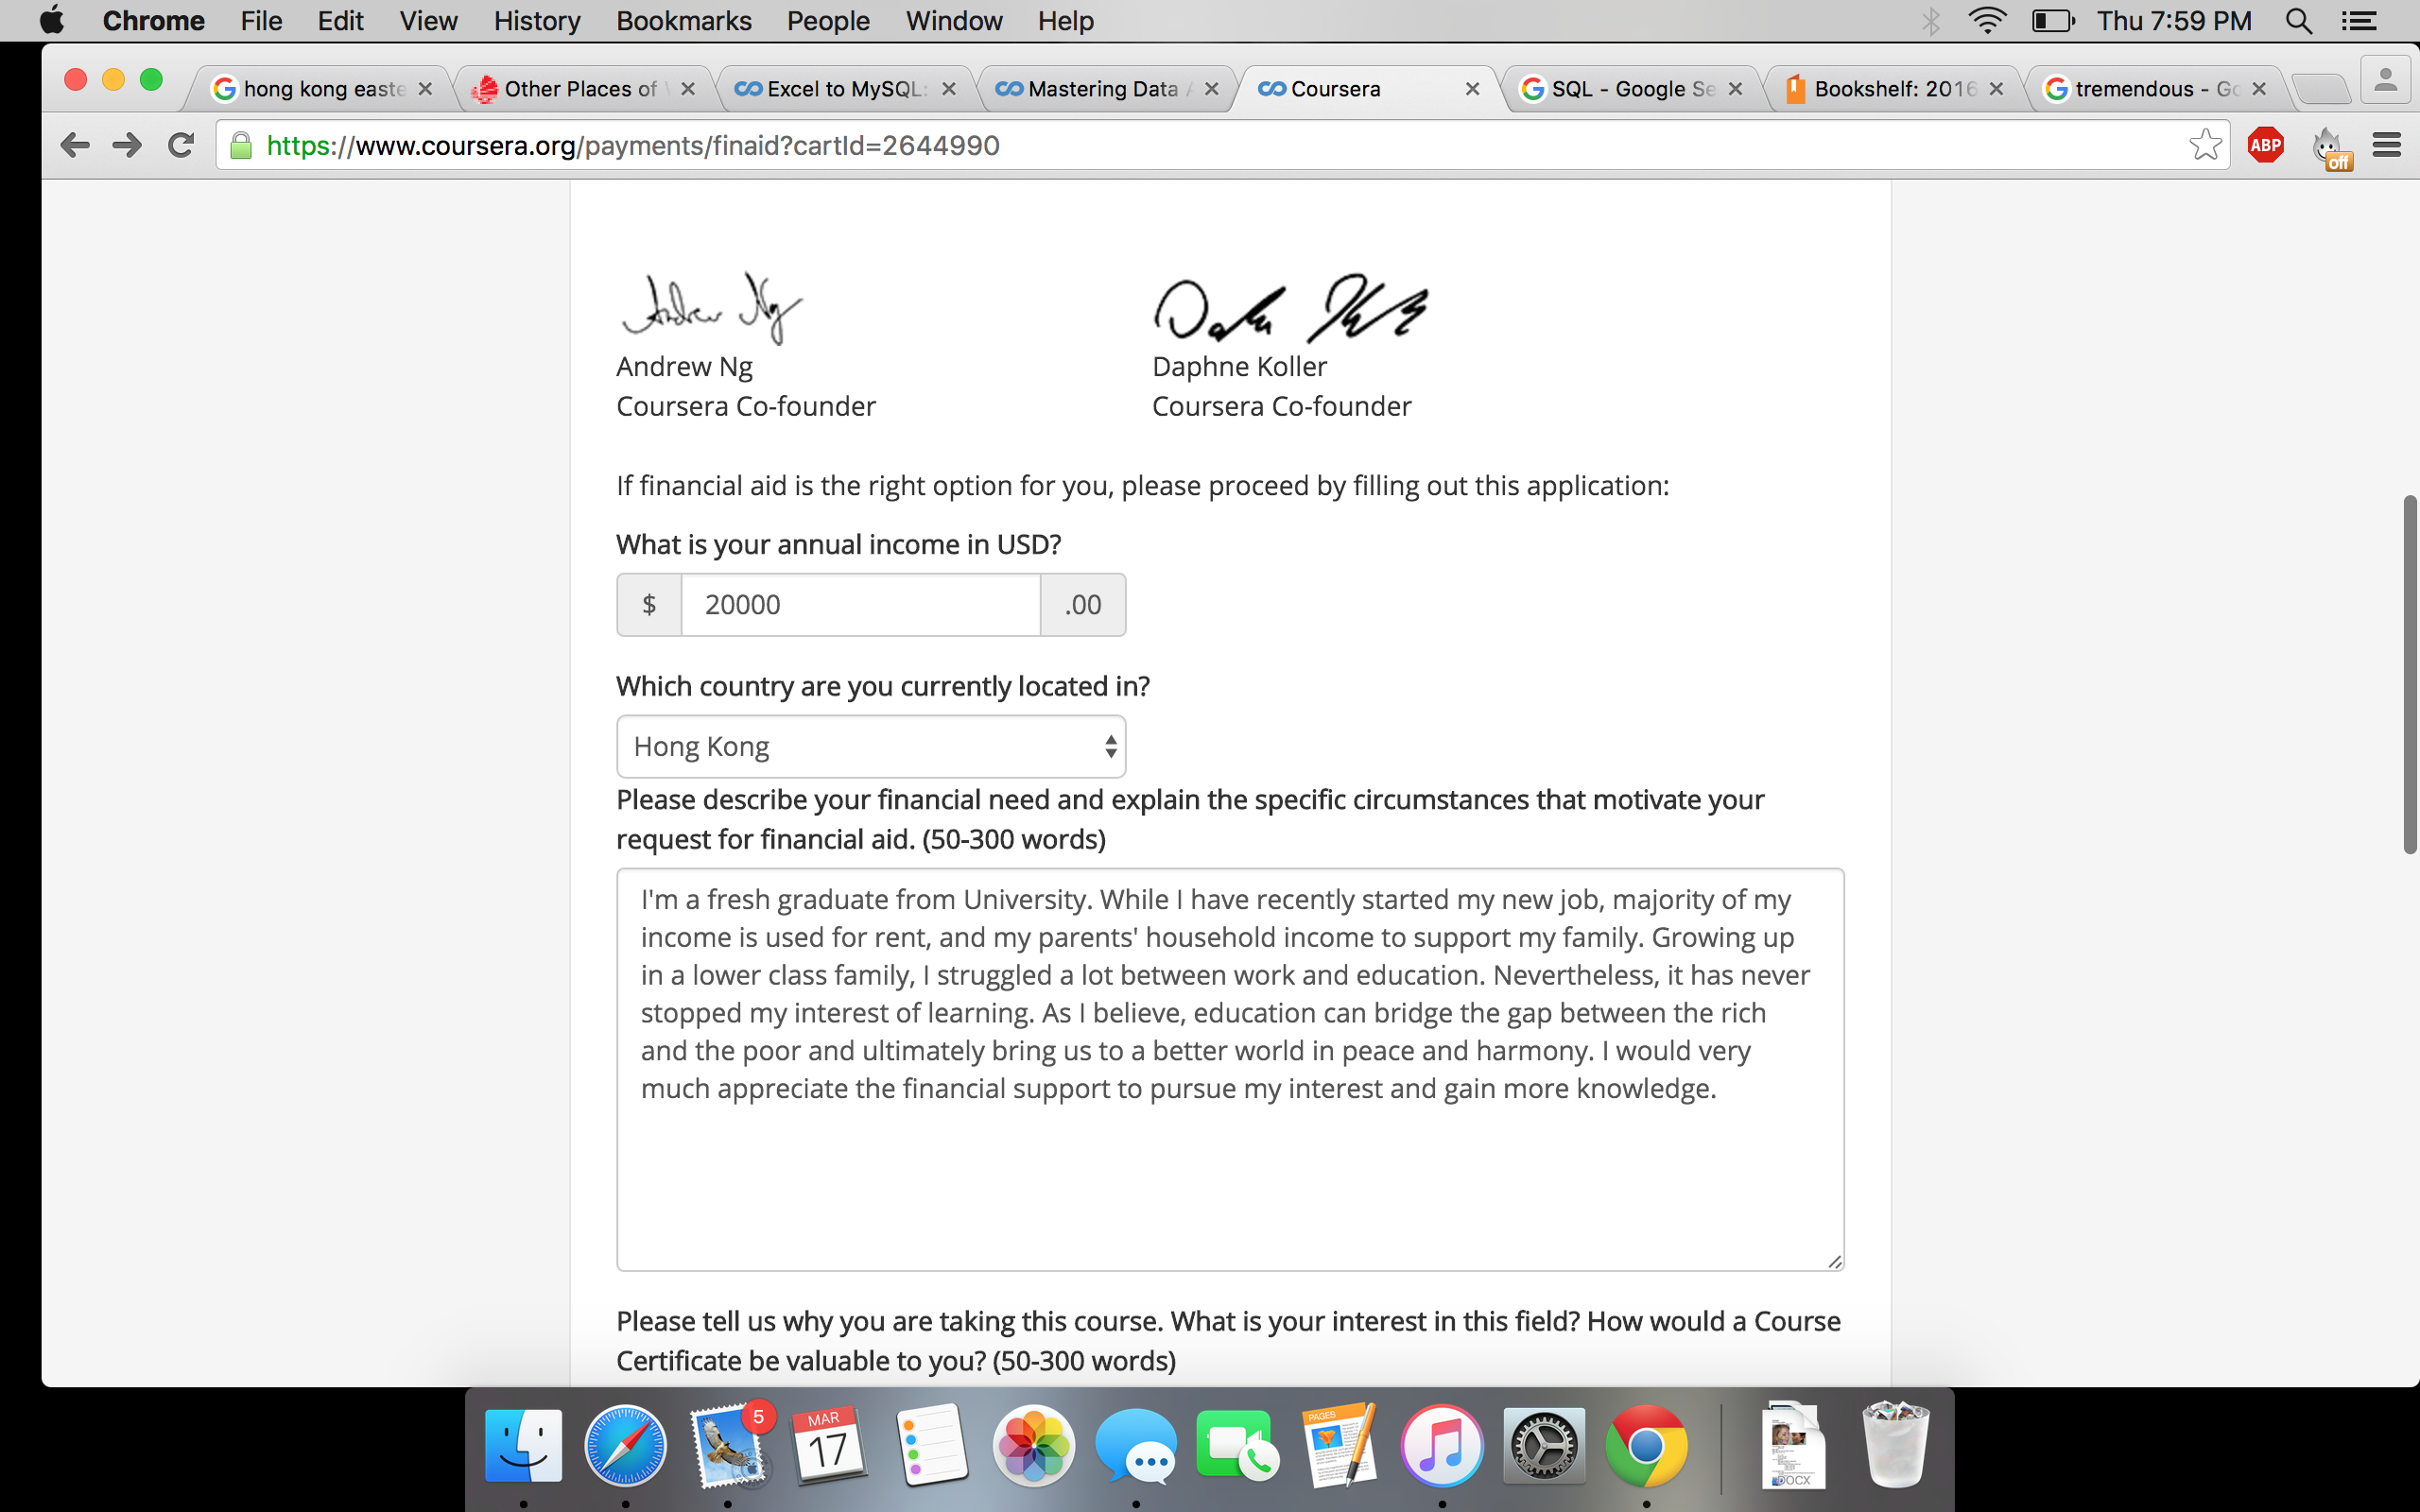 Chrome File Edit View History Bookmarks People Window Help Thu 7:59 PM
hong kong easte Other Places of Excel to MySQL: Mastering Data Coursera SQL - Google Se Bookshelf: 2016 tremendous - Go
https://www.coursera.org/payments/finaid?cartId=2644990 ABP off
Andrew Ng Daphne Koller
Coursera Co-founder Coursera Co-founder
If financial aid is the right option for you, please proceed by filling out this application:
What is your annual income in USD?
$ 20000 .00
Which country are you currently located in?
Hong Kong
Please describe your financial need and explain the specific circumstances that motivate your
request for financial aid. (50-300 words)
I'm a fresh graduate from University. While I have recently started my new job, majority of my
income is used for rent, and my parents' household income to support my family. Growing up
in a lower class family, I struggled a lot between work and education. Nevertheless, it has never
stopped my interest of learning. As I believe, education can bridge the gap between the rich
and the poor and ultimately bring us to a better world in peace and harmony. I would very
much appreciate the financial support to pursue my interest and gain more knowledge.
Please tell us why you are taking this course. What is your interest in this field? How would a Course
Certificate be valuable to you? (50-300 words)
5 MAR PAGES
17
DOCX